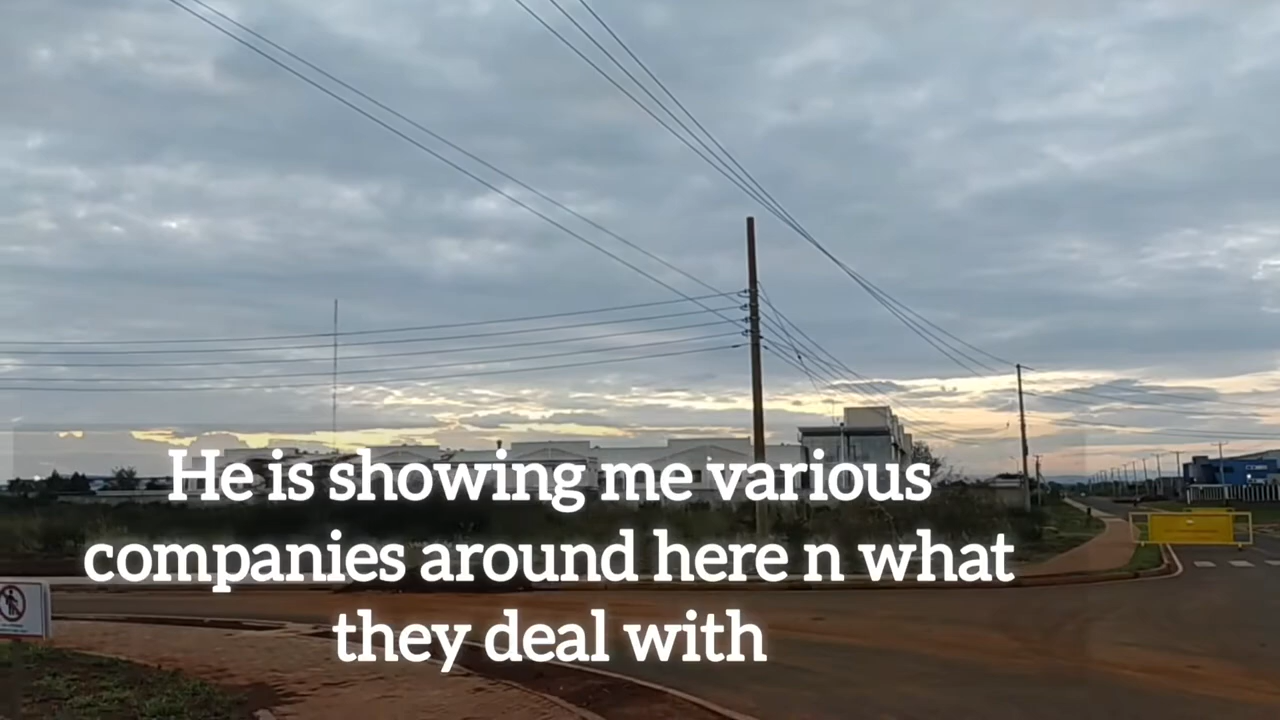 He is showing me various
companies around here n what
they deal with